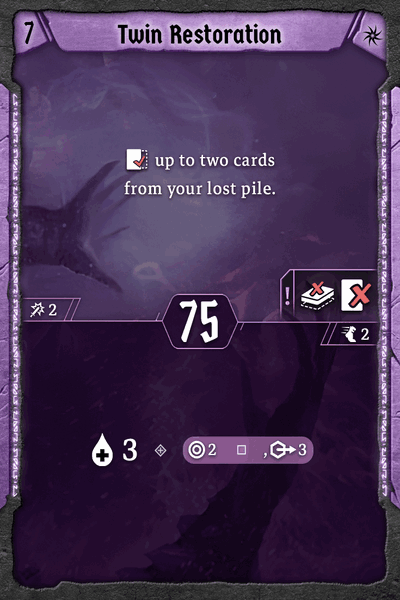 7 Twin Restoration
up to two cards
from your lost pile.
2
!
75
2
3
2 , 3